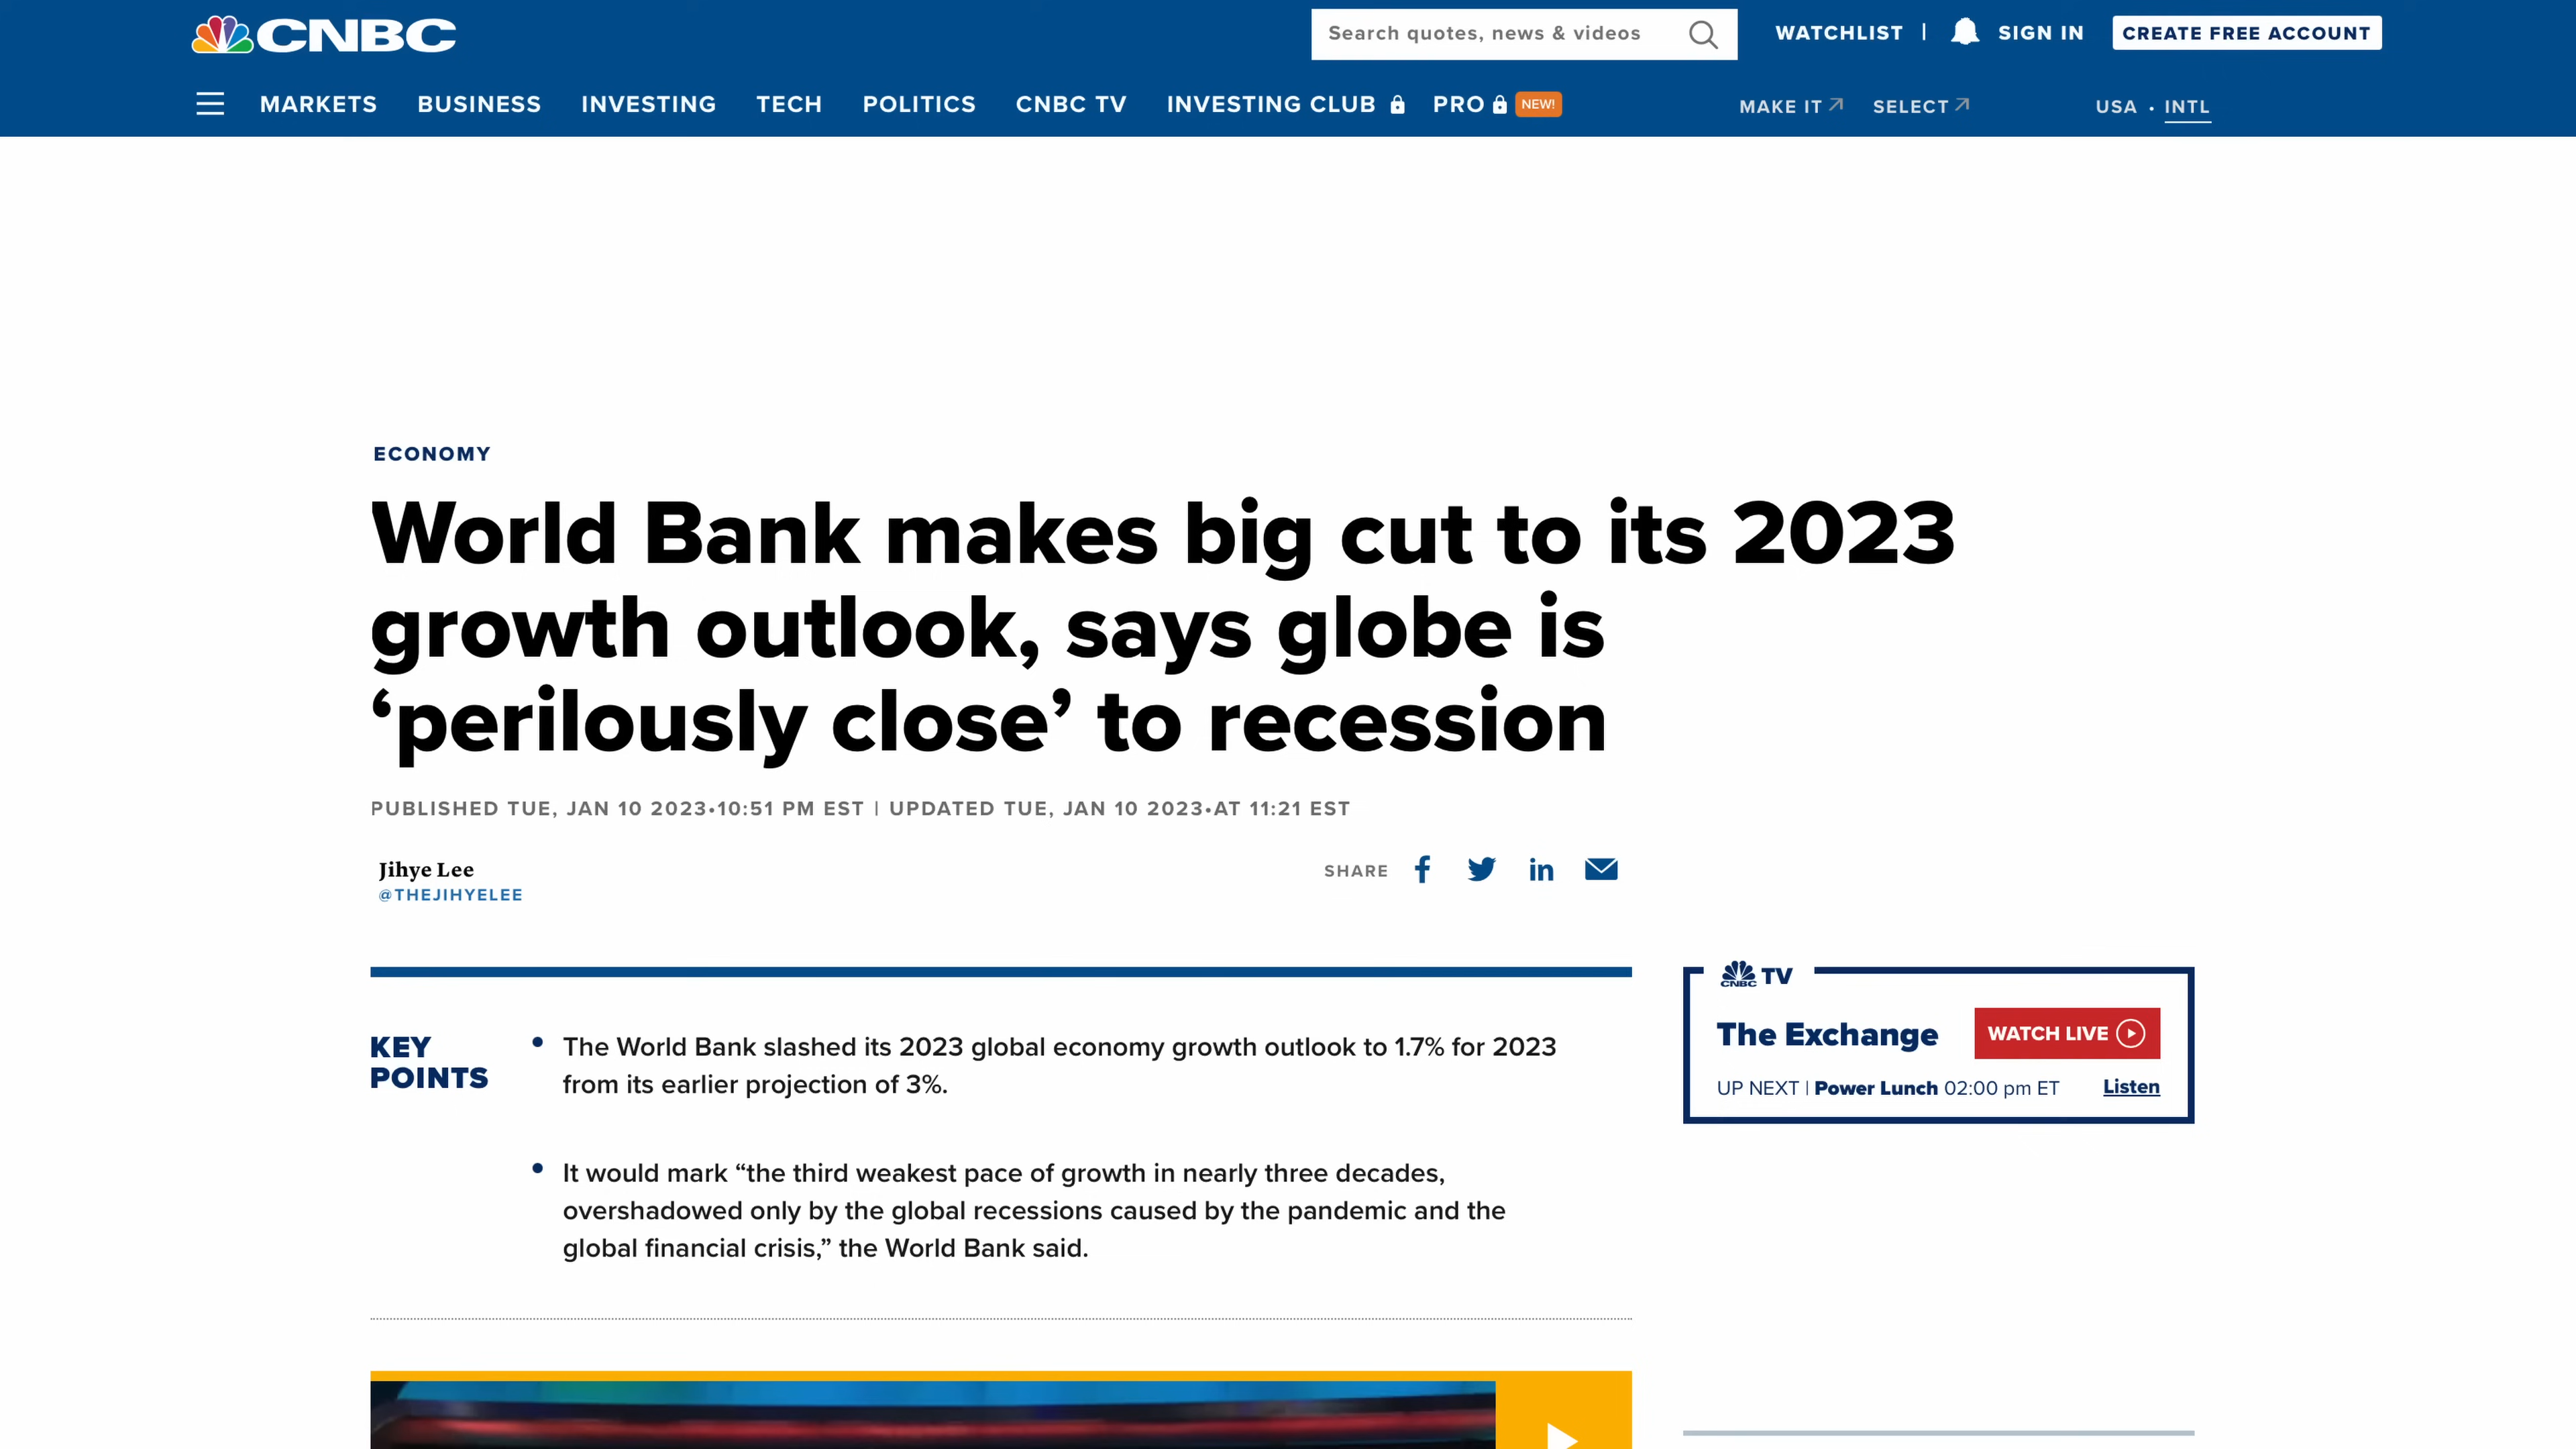 CNBC
Search quotes, news & videos
WATCHLIST | SIGN IN CREATE FREE ACCOUNT
MARKETS BUSINESS INVESTING TECH POLITICS CNBC TV INVESTING CLUB PRO NEW! MAKE IT SELECT USA • INTL
ECONOMY
World Bank makes big cut to its 2023
growth outlook, says globe is
‘perilously close’ to recession
PUBLISHED TUE, JAN 10 2023•10:51 PM EST | UPDATED TUE, JAN 10 2023•AT 11:21 EST
Jihye Lee
@THEJIHYELEE
SHARE
KEY
POINTS
• The World Bank slashed its 2023 global economy growth outlook to 1.7% for 2023
from its earlier projection of 3%.
• It would mark “the third weakest pace of growth in nearly three decades,
overshadowed only by the global recessions caused by the pandemic and the
global financial crisis,” the World Bank said.
CNBC TV
The Exchange WATCH LIVE
UP NEXT | Power Lunch 02:00 pm ET Listen